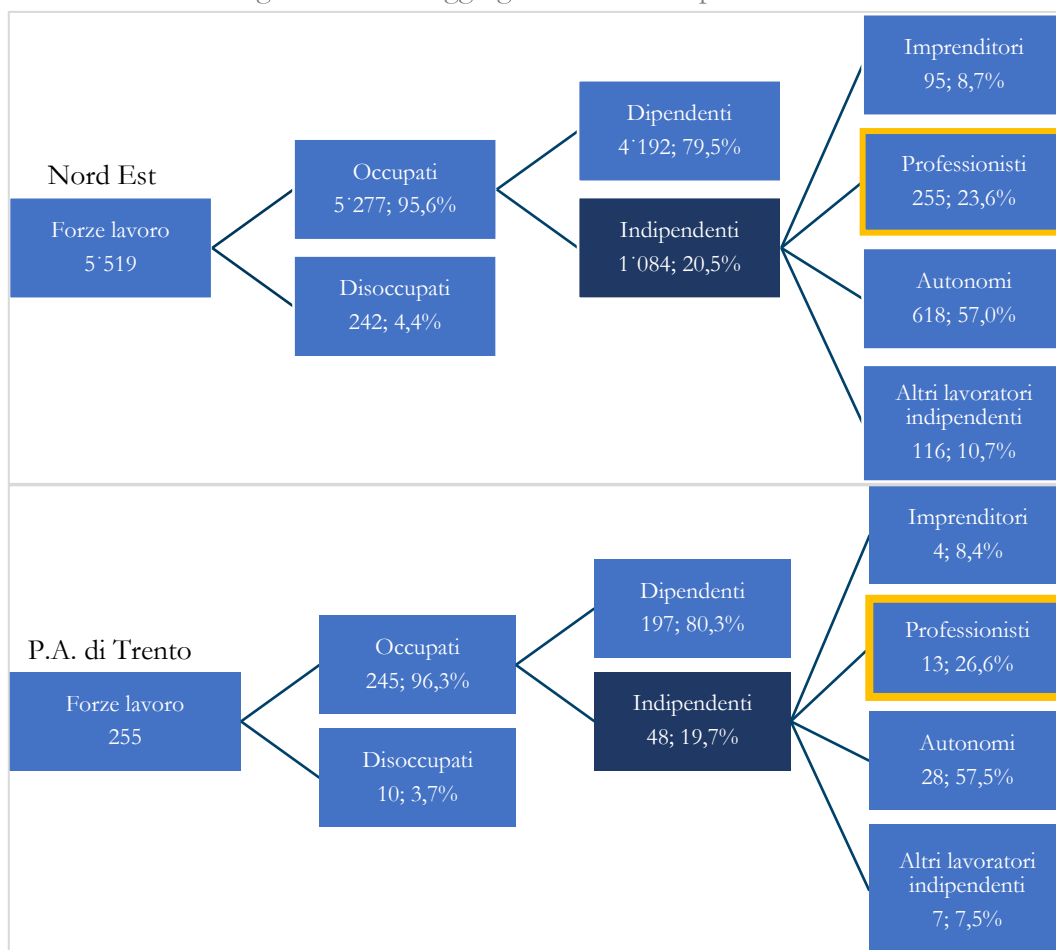 Imprenditori
95; 8,7%
Dipendenti
4˙192; 79,5%
Professionisti
255; 23,6%
Occupati
5˙277; 95,6%
Nord Est
Forze lavoro
5˙519
Indipendenti
1˙084; 20,5%
Disoccupati
242; 4,4%
Autonomi
618; 57,0%
Altri lavoratori
indipendenti
116; 10,7%
Imprenditori
4; 8,4%
Dipendenti
197; 80,3%
Professionisti
13; 26,6%
Occupati
245; 96,3%
P.A. di Trento
Forze lavoro
255
Indipendenti
48; 19,7%
Disoccupati
10; 3,7%
Autonomi
28; 57,5%
Altri lavoratori
indipendenti
7; 7,5%